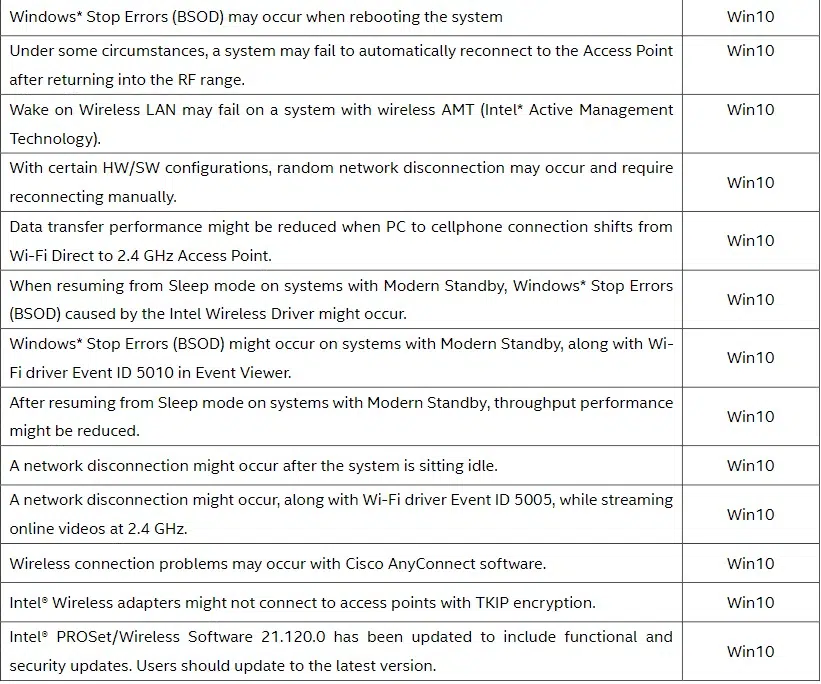 Windows* Stop Errors (BSOD) may occur when rebooting the system Win10
Under some circumstances, a system may fail to automatically reconnect to the Access Point Win10
after returning into the RF range.
Wake on Wireless LAN may fail on a system with wireless AMT (Intel* Active Management Win10
Technology).
With certain HW/SW configurations, random network disconnection may occur and require
reconnecting manually.
Win10
Data transfer performance might be reduced when PC to cellphone connection shifts from
Wi-Fi Direct to 2.4 GHz Access Point.
Win10
When resuming from Sleep mode on systems with Modern Standby, Windows* Stop Errors
(BSOD) caused by the Intel Wireless Driver might occur.
Win10
Windows* Stop Errors (BSOD) might occur on systems with Modern Standby, along with Wi-
Fi driver Event ID 5010 in Event Viewer.
Win10
After resuming from Sleep mode on systems with Modern Standby, throughput performance
might be reduced.
Win10
A network disconnection might occur after the system is sitting idle. Win10
A network disconnection might occur, along with Wi-Fi driver Event ID 5005, while streaming
online videos at 2.4 GHz.
Win10
Wireless connection problems may occur with Cisco AnyConnect software. Win10
Intel® Wireless adapters might not connect to access points with TKIP encryption. Win10
Intel® PROSet/Wireless Software 21.120.0 has been updated to include functional and
security updates. Users should update to the latest version.
Win10